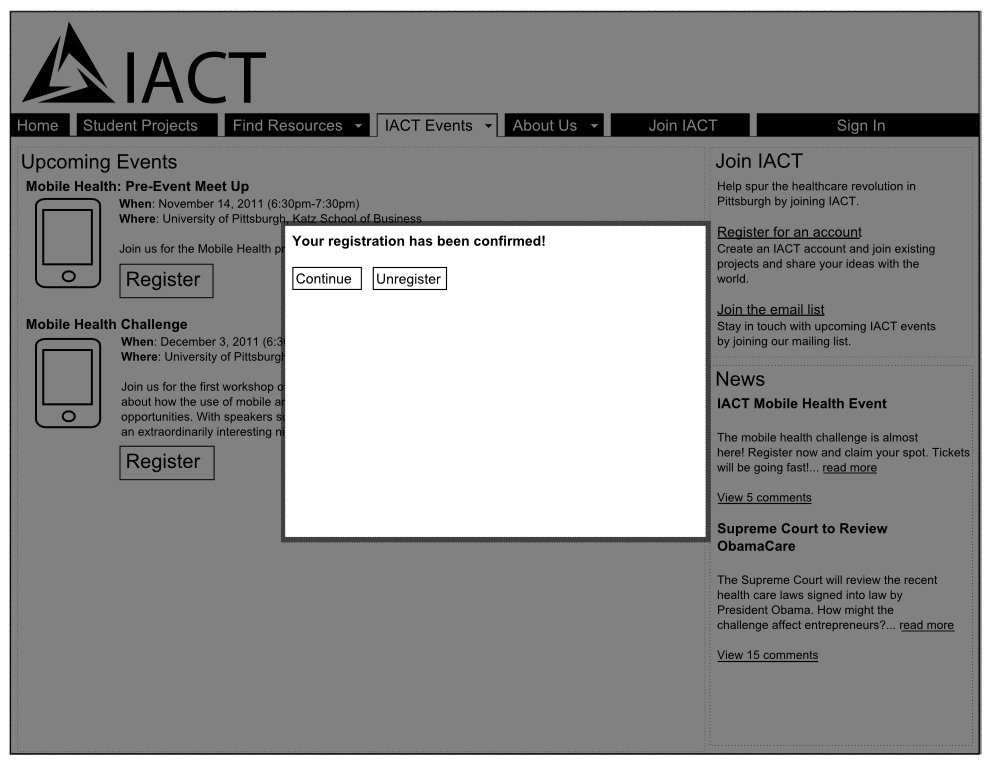 IACT
Home
Student Projects
Find Resources
IACT Events
About Us
Join IACT
Sign In
Upcoming Events
Mobile Health: Pre-Event Meet Up
When: November 14, 2011 (6:30pm-7:30pm)
Where: University of Pittsburgh, Katz School of Business
Join us for the Mobile Health
Register
Mobile Health Challenge
When: December 3, 2011
Where: University of
Join us for the first workshop
about how the use of mobile
opportunities. With speakers
an extraordinarily interesting
Register
Your registration has been confirmed!
Continue
Unregister
Join IACT
Help spur the healthcare revolution in
Pittsburgh by joining IACT.
Register for an account
Create an IACT account and join existing
projects and share your ideas with the
world.
Join the email list
Stay in touch with upcoming IACT events
by joining our mailing list.
News
IACT Mobile Health Event
The mobile health challenge is almost
here! Register now and claim your spot. Tickets
will be going fast!... read more
View 5 comments
Supreme Court to Review
ObamaCare
The Supreme Court will review the recent
health care laws signed into law by
President Obama. How might the
challenge affect entrepreneurs?... read more
View 15 comments